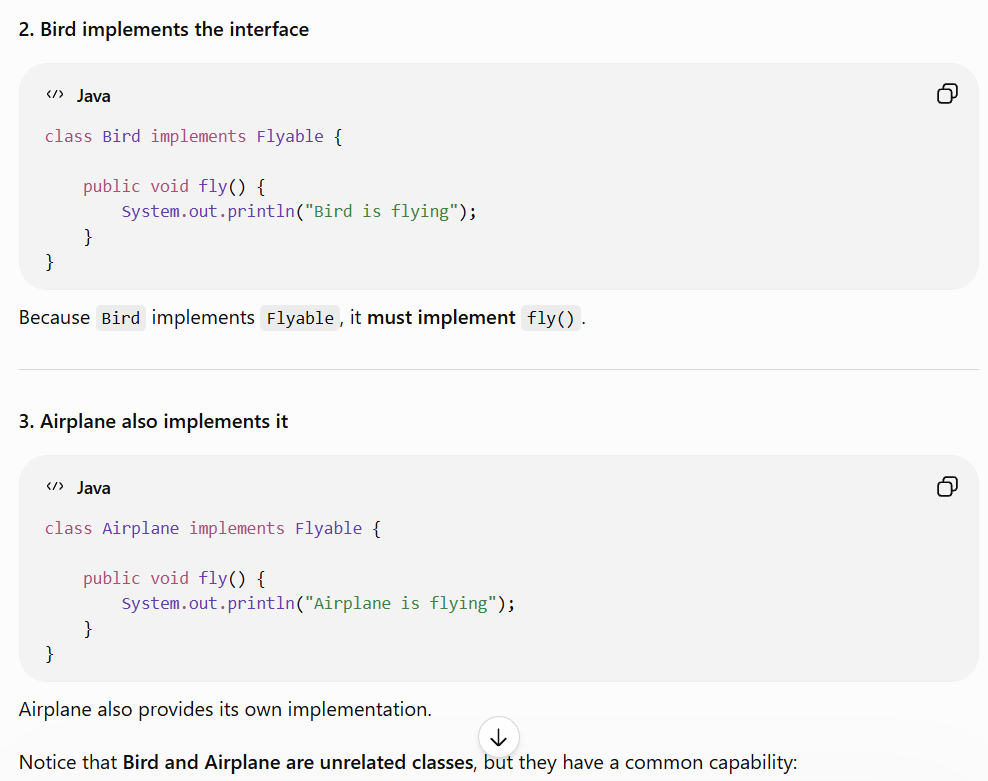 2. Bird implements the interface
</> Java
class Bird implements Flyable {
    public void fly() {
        System.out.println("Bird is flying");
    }
}
Because Bird implements Flyable, it must implement fly().
3. Airplane also implements it
</> Java
class Airplane implements Flyable {
    public void fly() {
        System.out.println("Airplane is flying");
    }
}
Airplane also provides its own implementation.
Notice that Bird and Airplane are unrelated classes, but they have a common capability: